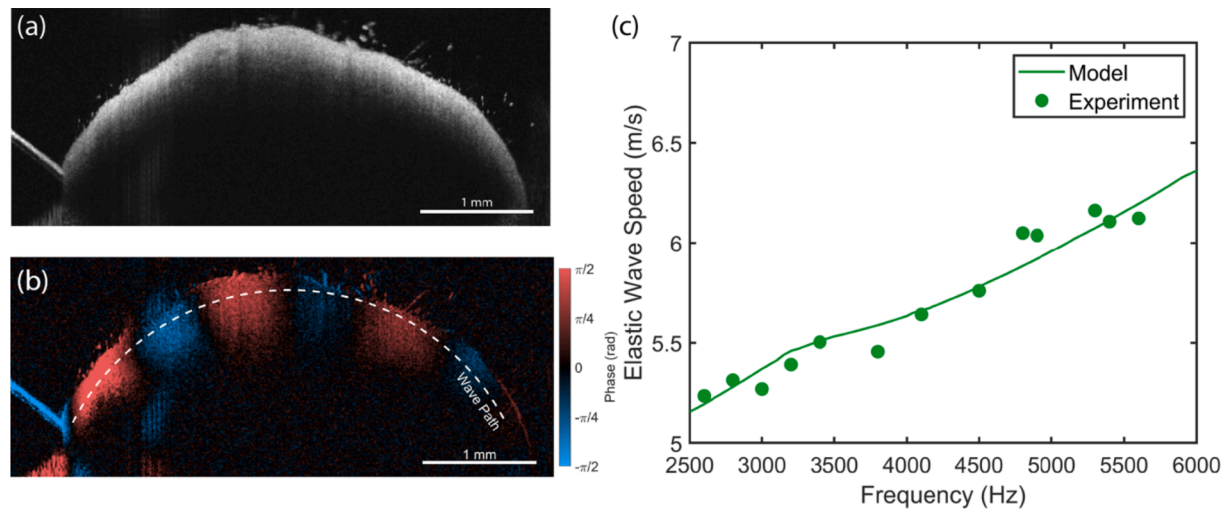 (a)
1 mm
(b)
Wave Path
1 mm
π/2
π/4
0
-π/4
-π/2
Phase (rad)
(c)
7
6.5
6
5.5
5
Elastic Wave Speed (m/s)
Model
Experiment
2500 3000 3500 4000 4500 5000 5500 6000
Frequency (Hz)